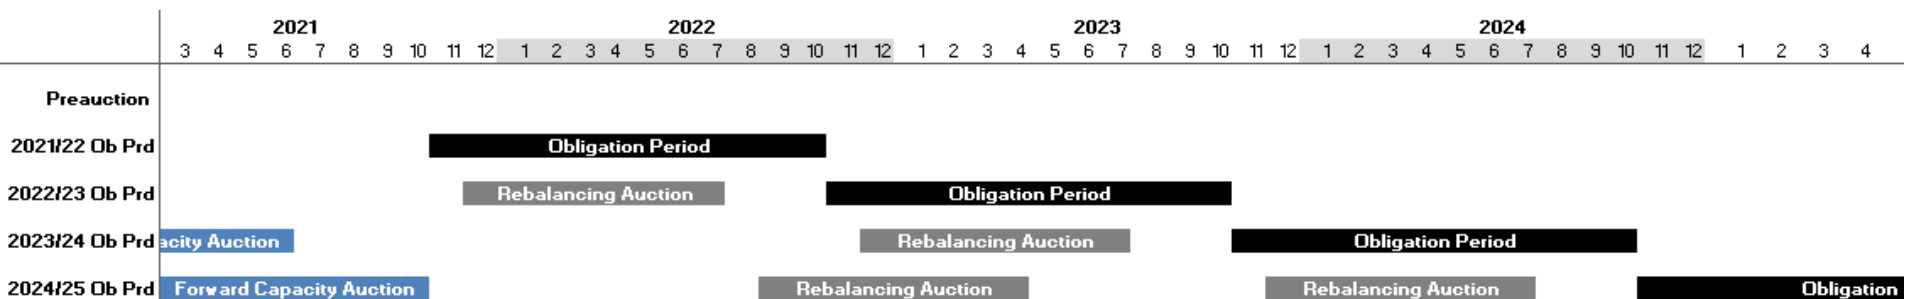 2021 2022 2023 2024
3 4 5 6 7 8 9 10 11 12 1 2 3 4 5 6 7 8 9 10 11 12 1 2 3 4 5 6 7 8 9 10 11 12 1 2 3 4 5 6 7 8 9 10 11 12 1 2 3 4
Preauction
2021/22 Ob Prd Obligation Period
2022/23 Ob Prd Rebalancing Auction Obligation Period
2023/24 Ob Prd acity Auction Rebalancing Auction Obligation Period
2024/25 Ob Prd Forward Capacity Auction Rebalancing Auction Rebalancing Auction Obligation